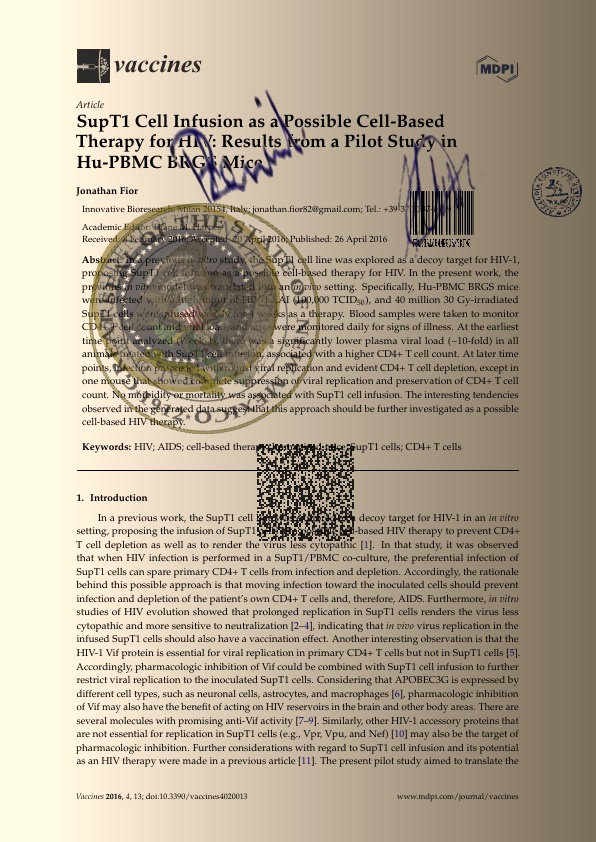 vaccines
MDPI
Article
SupT1 Cell Infusion as a Possible Cell-Based
Therapy for HIV: Results from a Pilot Study in
Hu-PBMC BRGS Mice
Jonathan Fior
Innovative Bioresearch, Milan 20151, Italy; jonathan.fior82@gmail.com; Tel.:
Academic Editor:
Received: 4 February 2016; Accepted: 20 April 2016; Published: 26 April 2016
Abstract: In a previous in vitro study, the SupT1 cell line was explored as a decoy target for HIV-1,
proposing SupT1 cell infusion as a possible cell-based therapy for HIV. In the present work, the
previous in vitro model was translated into an in vivo setting. Specifically, Hu-PBMC BRGS mice
were infected with a high input of HIV-1 LAI (100,000 TCID50), and 40 million 30 Gy-irradiated
SupT1 cells were infused weekly for 4 weeks as a therapy. Blood samples were taken to monitor
CD4+ T cell count and viral load, and mice were monitored daily for signs of illness. At the earliest
time point analyzed (Week 1), there was a significantly lower plasma viral load (~10-fold) in all
animals treated with SupT1 cell infusion, associated with a higher CD4+ T cell count. At later time
points, infection proceeded with robust viral replication and evident CD4+ T cell depletion, except in
one mouse that showed complete suppression of viral replication and preservation of CD4+ T cell
count. No morbidity or mortality was associated with SupT1 cell infusion. The interesting tendencies
observed in the generated data suggest that this approach should be further investigated as a possible
cell-based HIV therapy.
Keywords: HIV; AIDS; cell-based therapy; SupT1 cells; CD4+ T cells
1. Introduction
In a previous work, the SupT1 cell decoy target for HIV-1 in an in vitro
setting, proposing the infusion of SupT1 cell-based HIV therapy to prevent CD4+
T cell depletion as well as to render the virus less cytopathic [1]. In that study, it was observed
that when HIV infection is performed in a SupT1/PBMC co-culture, the preferential infection of
SupT1 cells can spare primary CD4+ T cells from infection and depletion. Accordingly, the rationale
behind this possible approach is that moving infection toward the inoculated cells should prevent
infection and depletion of the patient's own CD4+ T cells and, therefore, AIDS. Furthermore, in vitro
studies of HIV evolution showed that prolonged replication in SupT1 cells renders the virus less
cytopathic and more sensitive to neutralization [2–4], indicating that in vivo virus replication in the
infused SupT1 cells should also have a vaccination effect. Another interesting observation is that the
HIV-1 Vif protein is essential for viral replication in primary CD4+ T cells but not in SupT1 cells [5].
Accordingly, pharmacologic inhibition of Vif could be combined with SupT1 cell infusion to further
restrict viral replication to the inoculated SupT1 cells. Considering that APOBEC3G is expressed by
different cell types, such as neuronal cells, astrocytes, and macrophages [6], pharmacologic inhibition
of Vif may also have the benefit of acting on HIV reservoirs in the brain and other body areas. There are
several molecules with promising anti-Vif activity [7–9]. Similarly, other HIV-1 accessory proteins that
are not essential for replication in SupT1 cells (e.g., Vpr, Vpu, and Nef) [10] may also be the target of
pharmacologic inhibition. Further considerations with regard to SupT1 cell infusion and its potential
as an HIV therapy were made in a previous article [11]. The present pilot study aimed to translate the
Vaccines 2016, 4, 13; doi:10.3390/vaccines4020013
www.mdpi.com/journal/vaccines